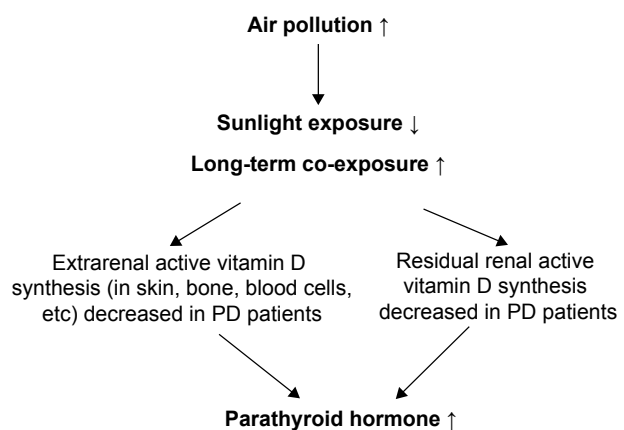 Air pollution ↑
Sunlight exposure ↓
Long-term co-exposure ↑
Extrarenal active vitamin D
synthesis (in skin, bone, blood cells,
etc) decreased in PD patients
Residual renal active
vitamin D synthesis
decreased in PD patients
Parathyroid hormone ↑